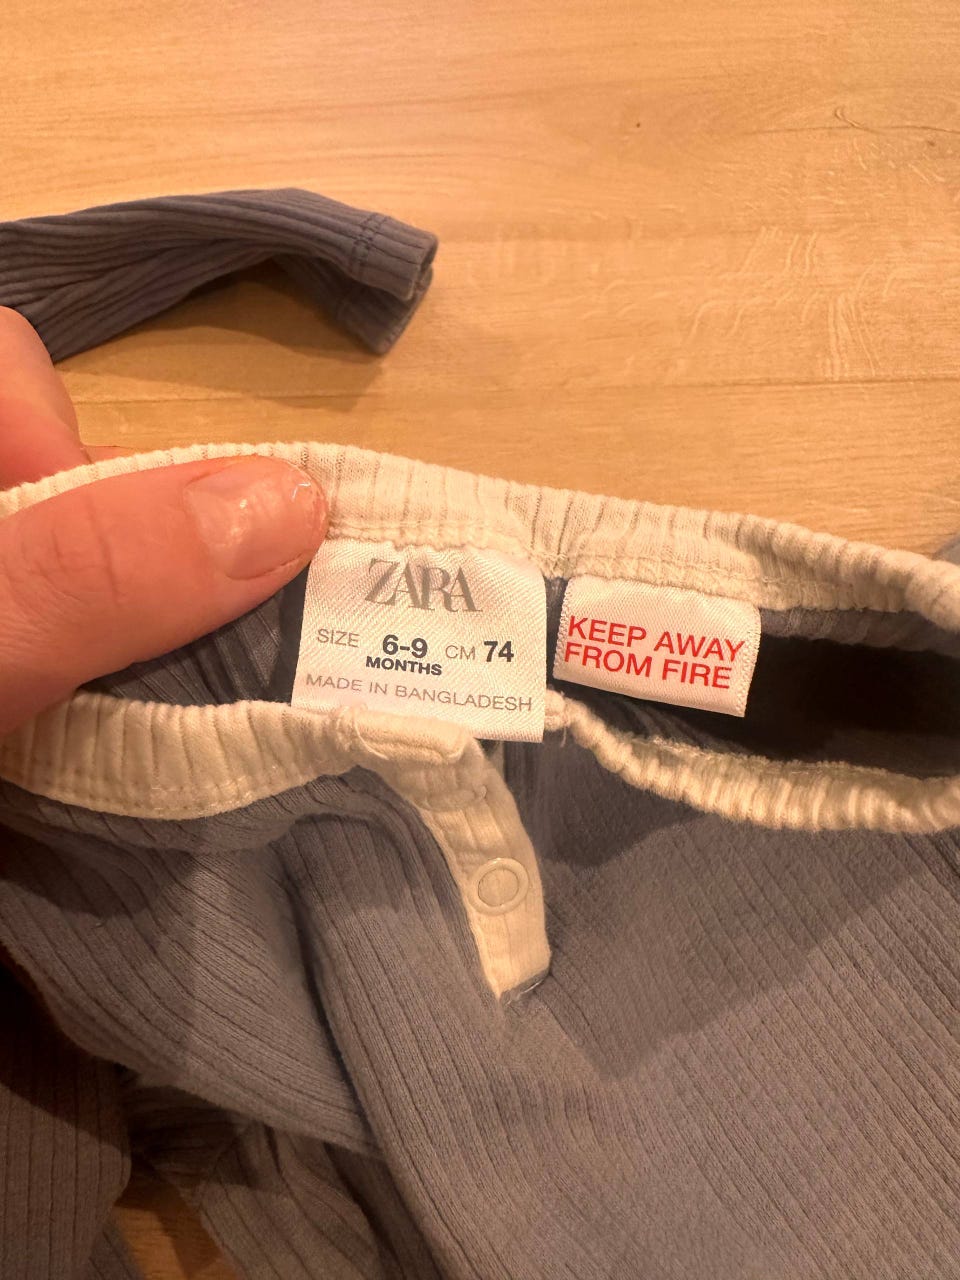 ZARA
SIZE 6-9 CM 74
MONTHS
MADE IN BANGLADESH
KEEP AWAY
FROM FIRE